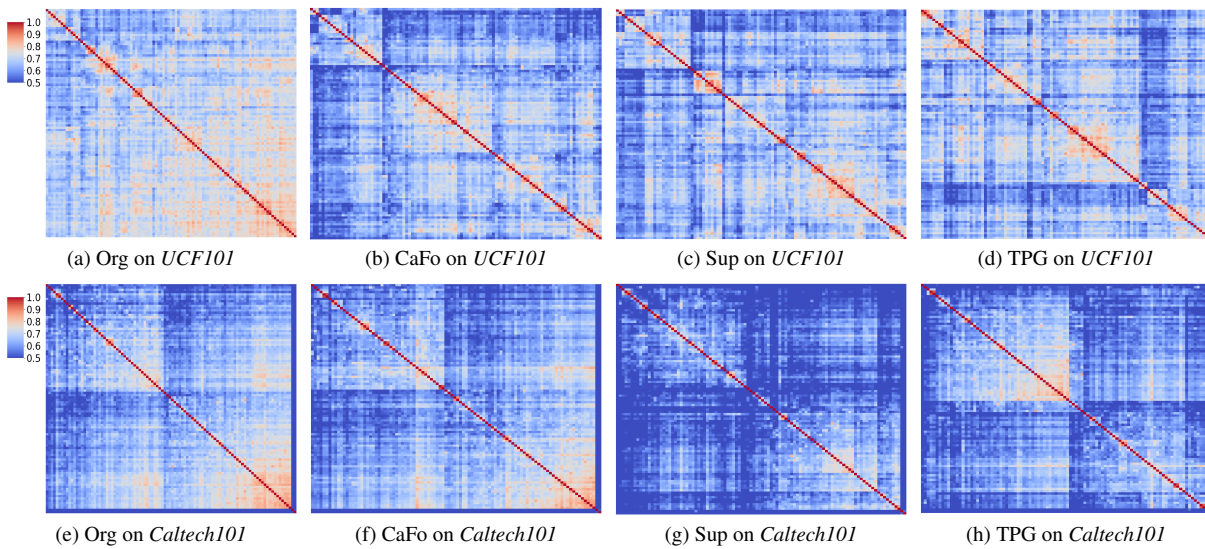 1.0
0.9
0.8
0.7
0.6
0.5
(a) Org on UCF101
(b) CaFo on UCF101
(c) Sup on UCF101
(d) TPG on UCF101
1.0
0.9
0.8
0.7
0.6
0.5
(e) Org on Caltech101
(f) CaFo on Caltech101
(g) Sup on Caltech101
(h) TPG on Caltech101